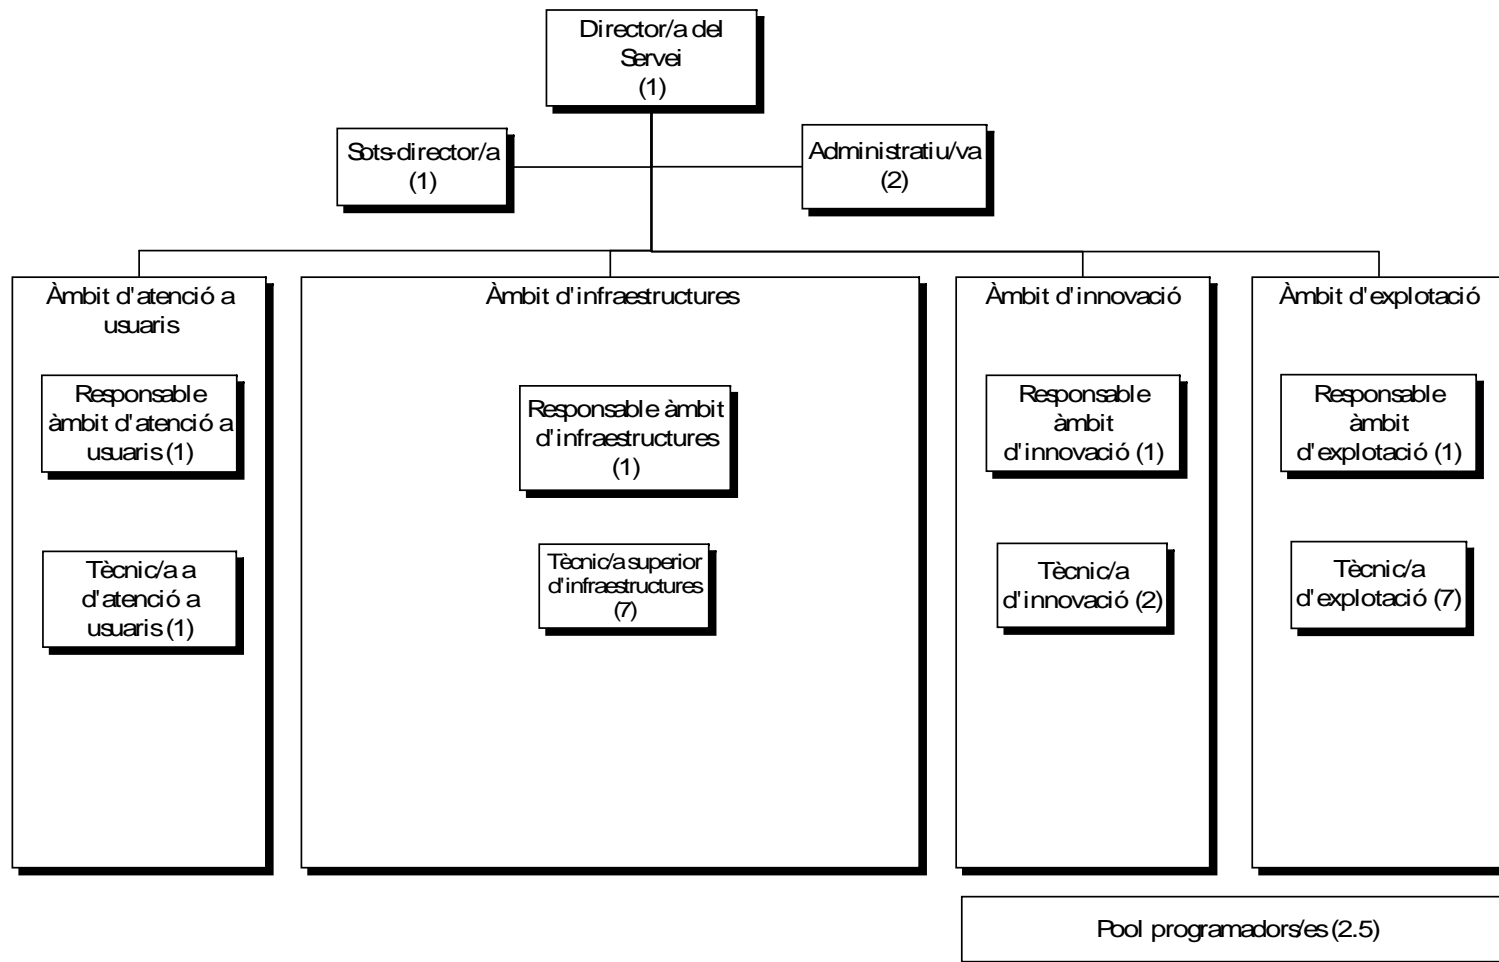 Director/a del
Servei
(1)
Sots-director/a
(1)
Administratiu/va
(2)
Àmbit d'atenció a
usuaris
Responsable
àmbit d'atenció a
usuaris (1)
Tècnic/a a
d'atenció a
usuaris (1)
Àmbit d'infraestructures
Responsable àmbit
d'infraestructures
(1)
Tècnic/a superior
d'infraestructures
(7)
Àmbit d'innovació
Responsable
àmbit
d'innovació (1)
Tècnic/a
d'innovació (2)
Àmbit d'explotació
Responsable
àmbit
d'explotació (1)
Tècnic/a
d'explotació (7)
Pool programadors/es (2.5)